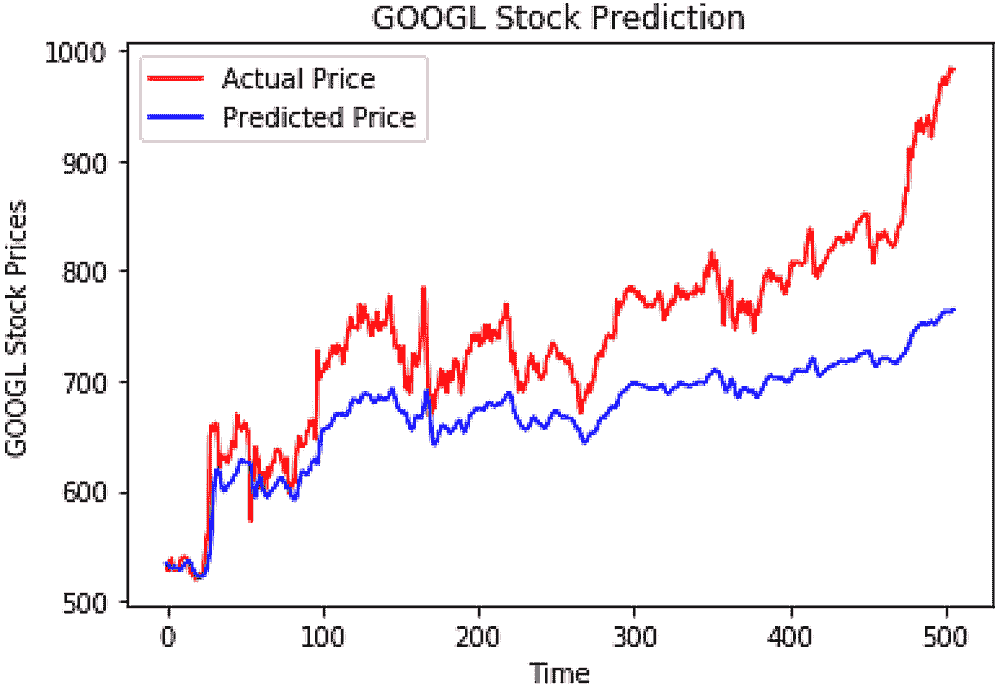 GOOGL Stock Prediction
Actual Price
Predicted Price
GOOGL Stock Prices
1000
900
800
700
600
500
0 100 200 300 400 500
Time